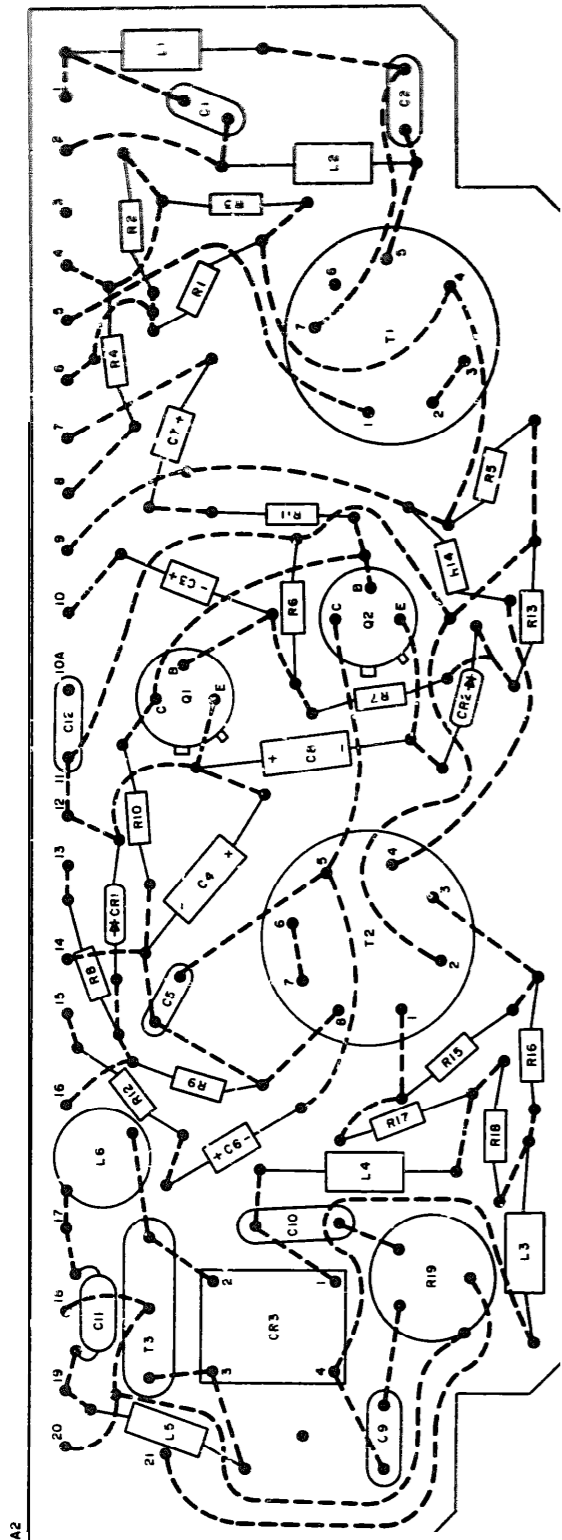 A2
1
2
3
4
5
6
7
8
9
10
10A
11
12
13
14
15
16
17
18
19
20
21
L1
C1
C2
L2
R2
R3
R1
R4
5
6
7
4
T1
3
2
1
C7 +
R5
R11
R14
C3 + -
R6
B
C
Q2
E
R13
C12
B
C
Q1
E
R7
CR2
+ C8 -
R10
CR1
C4 +
5
4
T2
3
6
7
2
8
1
R8
C5
R9
R12
R15
R16
R17
R18
+ C6 -
L6
L4
C10
L3
R19
C11
T3
2
1
CR3
3
4
L5
C9